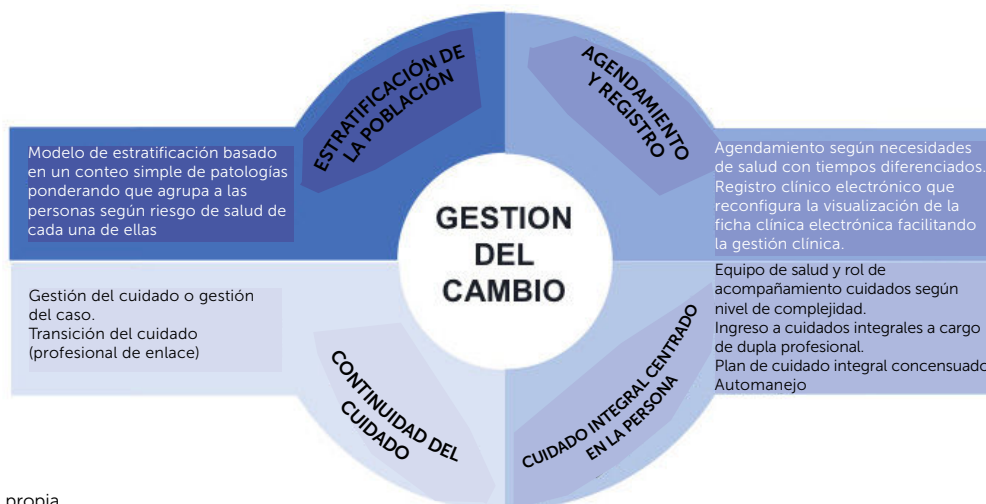 ESTRATIFICACIÓN DE
LA POBLACIÓN
Modelo de estratificación basado
en un conteo simple de patologías
ponderando que agrupa a las
personas según riesgo de salud de
cada una de ellas
AGENDAMIENTO
Y REGISTRO
Agendamiento según necesidades
de salud con tiempos diferenciados.
Registro clínico electrónico que
reconfigura la visualización de la
ficha clínica electrónica facilitando
la gestión clínica.
GESTION
DEL
CAMBIO
Gestión del cuidado o gestión
del caso.
Transición del cuidado
(profesional de enlace)
CONTINUIDAD DEL
CUIDADO
CUIDADO INTEGRAL CENTRADO
EN LA PERSONA
Equipo de salud y rol de
acompañamiento cuidados según
nivel de complejidad.
Ingreso a cuidados integrales a cargo
de dupla profesional.
Plan de cuidado integral concensuado
Automanejo
propia